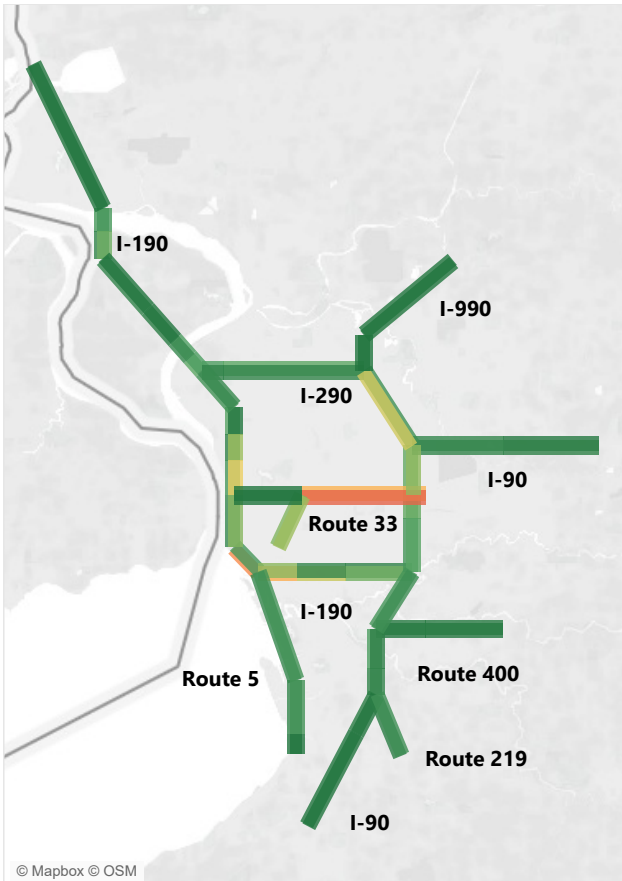 I-190
I-990
I-290
I-90
Route 33
I-190
Route 400
Route 5
Route 219
I-90
© Mapbox © OSM